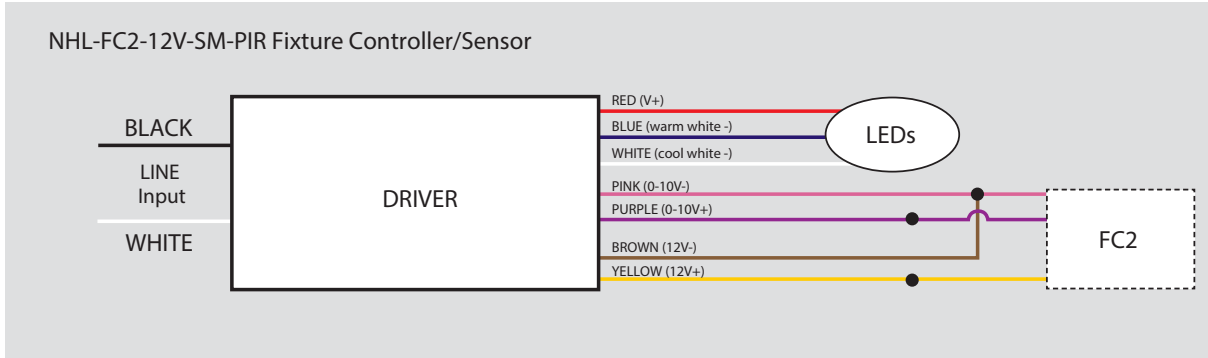 NHL-FC2-12V-SM-PIR Fixture Controller/Sensor
BLACK
LINE
Input
WHITE
DRIVER
RED (V+)
BLUE (warm white -)
WHITE (cool white -)
PINK (0-10V-)
PURPLE (0-10V+)
BROWN (12V-)
YELLOW (12V+)
LEDs
FC2